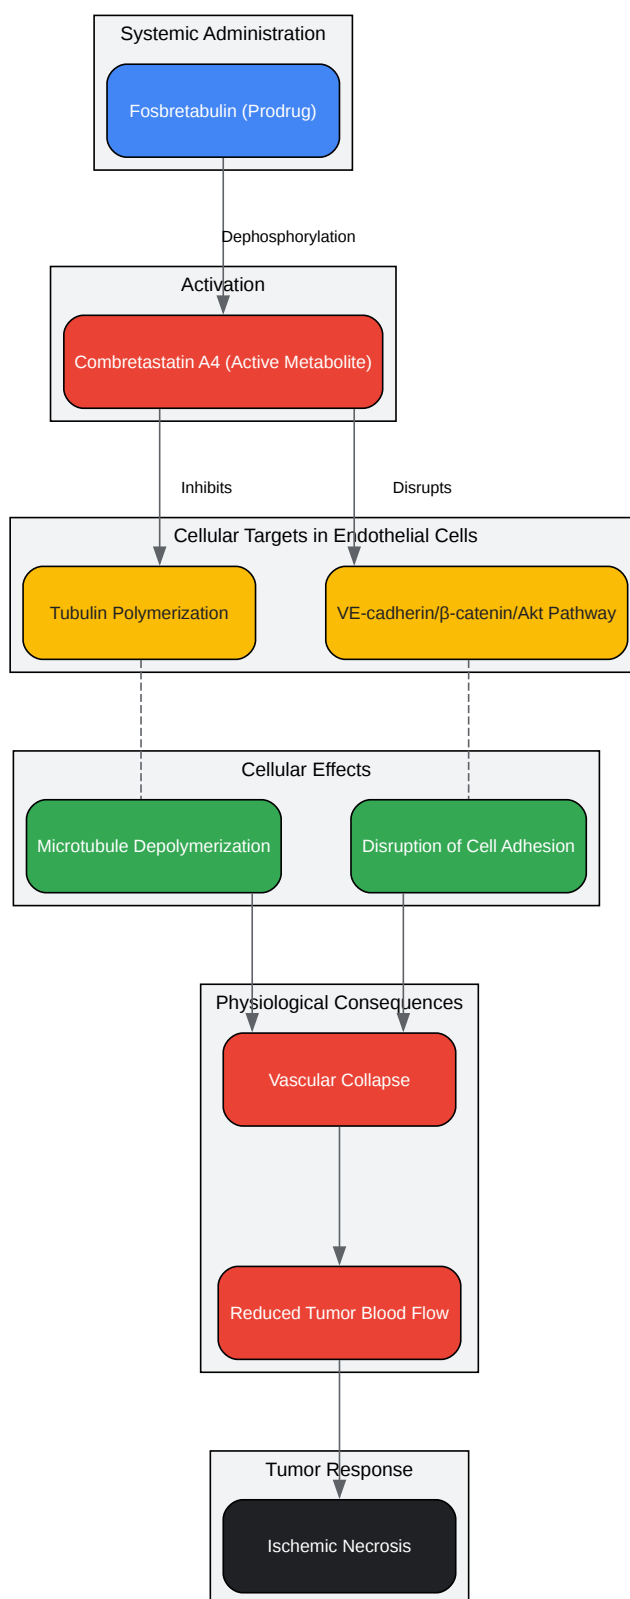 Systemic Administration
Fosbretabulin (Prodrug)
Dephosphorylation
Activation
Combretastatin A4 (Active Metabolite)
Inhibits
Disrupts
Cellular Targets in Endothelial Cells
Tubulin Polymerization
VE-cadherin/β-catenin/Akt Pathway
Cellular Effects
Microtubule Depolymerization
Disruption of Cell Adhesion
Physiological Consequences
Vascular Collapse
Reduced Tumor Blood Flow
Tumor Response
Ischemic Necrosis